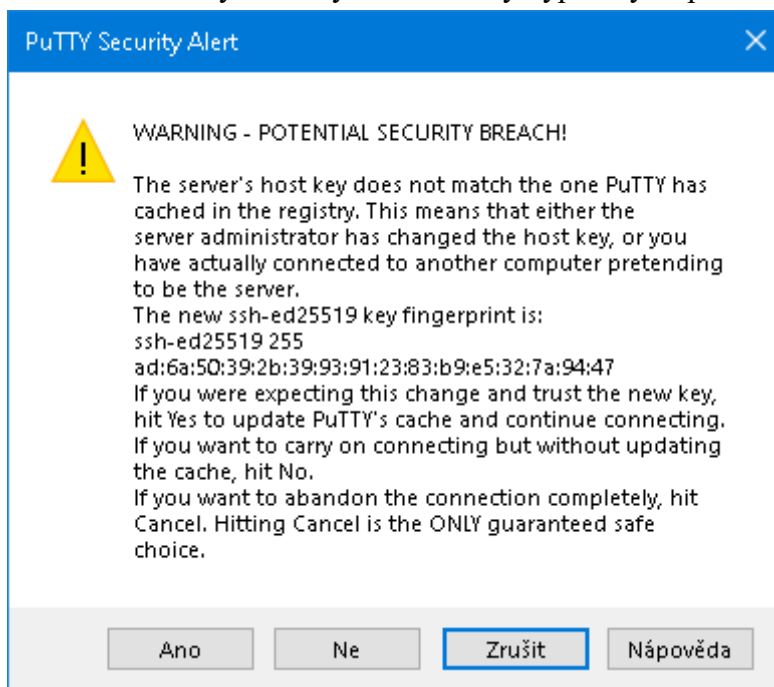 PuTTY Security Alert
WARNING - POTENTIAL SECURITY BREACH!
The server's host key does not match the one PuTTY has
cached in the registry. This means that either the
server administrator has changed the host key, or you
have actually connected to another computer pretending
to be the server.
The new ssh-ed25519 key fingerprint is:
ssh-ed25519 255
ad:6a:50:39:2b:39:93:91:23:83:b9:e5:32:7a:94:47
If you were expecting this change and trust the new key,
hit Yes to update PuTTY's cache and continue connecting.
If you want to carry on connecting but without updating
the cache, hit No.
If you want to abandon the connection completely, hit
Cancel. Hitting Cancel is the ONLY guaranteed safe
choice.
Ano Ne Zrušit Nápověda